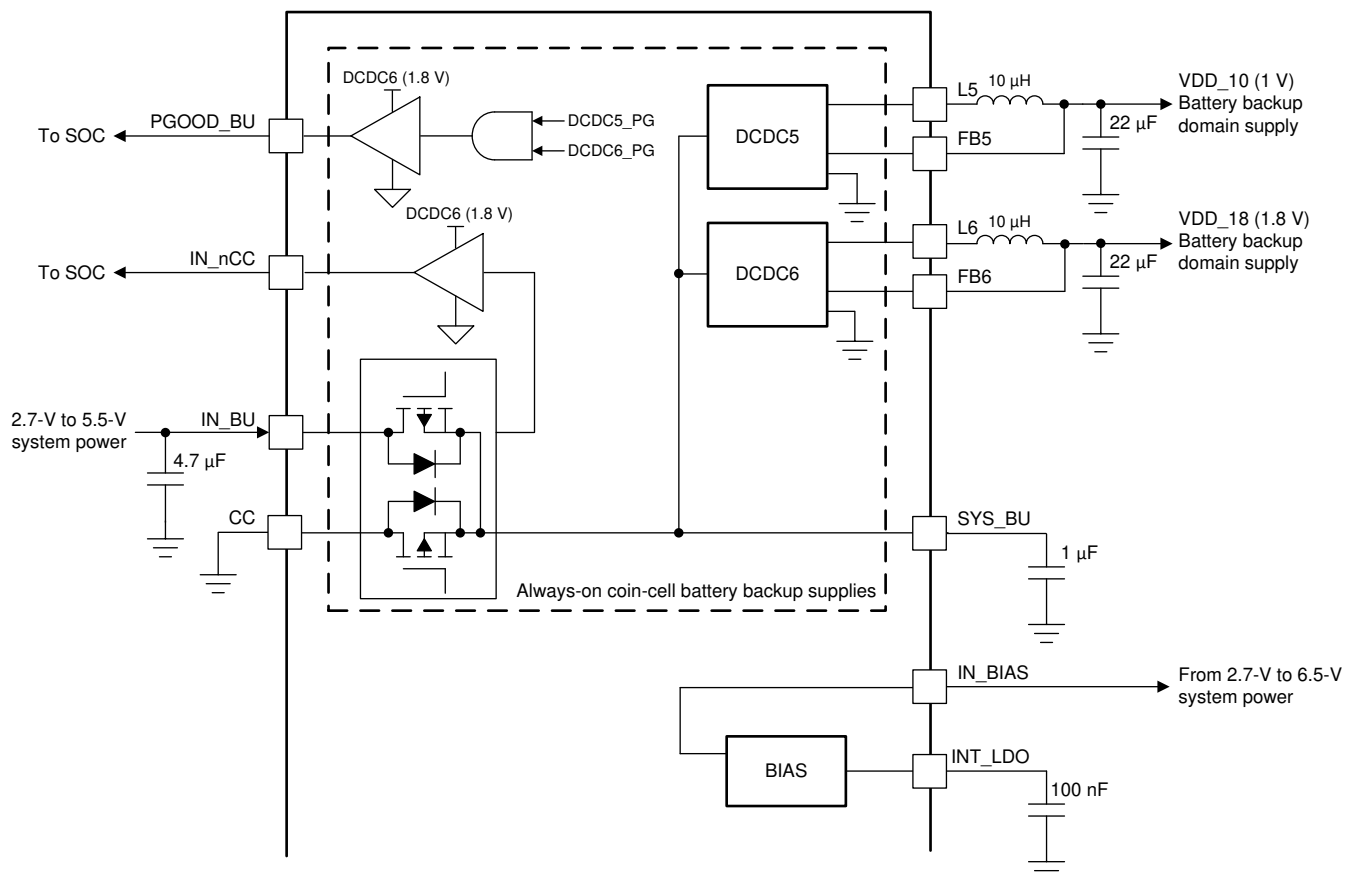 DCDC6 (1.8 V)
PGOOD_BU
To SOC
DCDC5_PG
DCDC6_PG
DCDC5
L5
10 µH
FB5
22 µF
VDD_10 (1 V)
Battery backup
domain supply
DCDC6 (1.8 V)
IN_nCC
To SOC
DCDC6
L6
10 µH
FB6
22 µF
VDD_18 (1.8 V)
Battery backup
domain supply
2.7-V to 5.5-V
system power
IN_BU
4.7 µF
CC
SYS_BU
1 µF
Always-on coin-cell battery backup supplies
IN_BIAS
From 2.7-V to 6.5-V
system power
BIAS
INT_LDO
100 nF